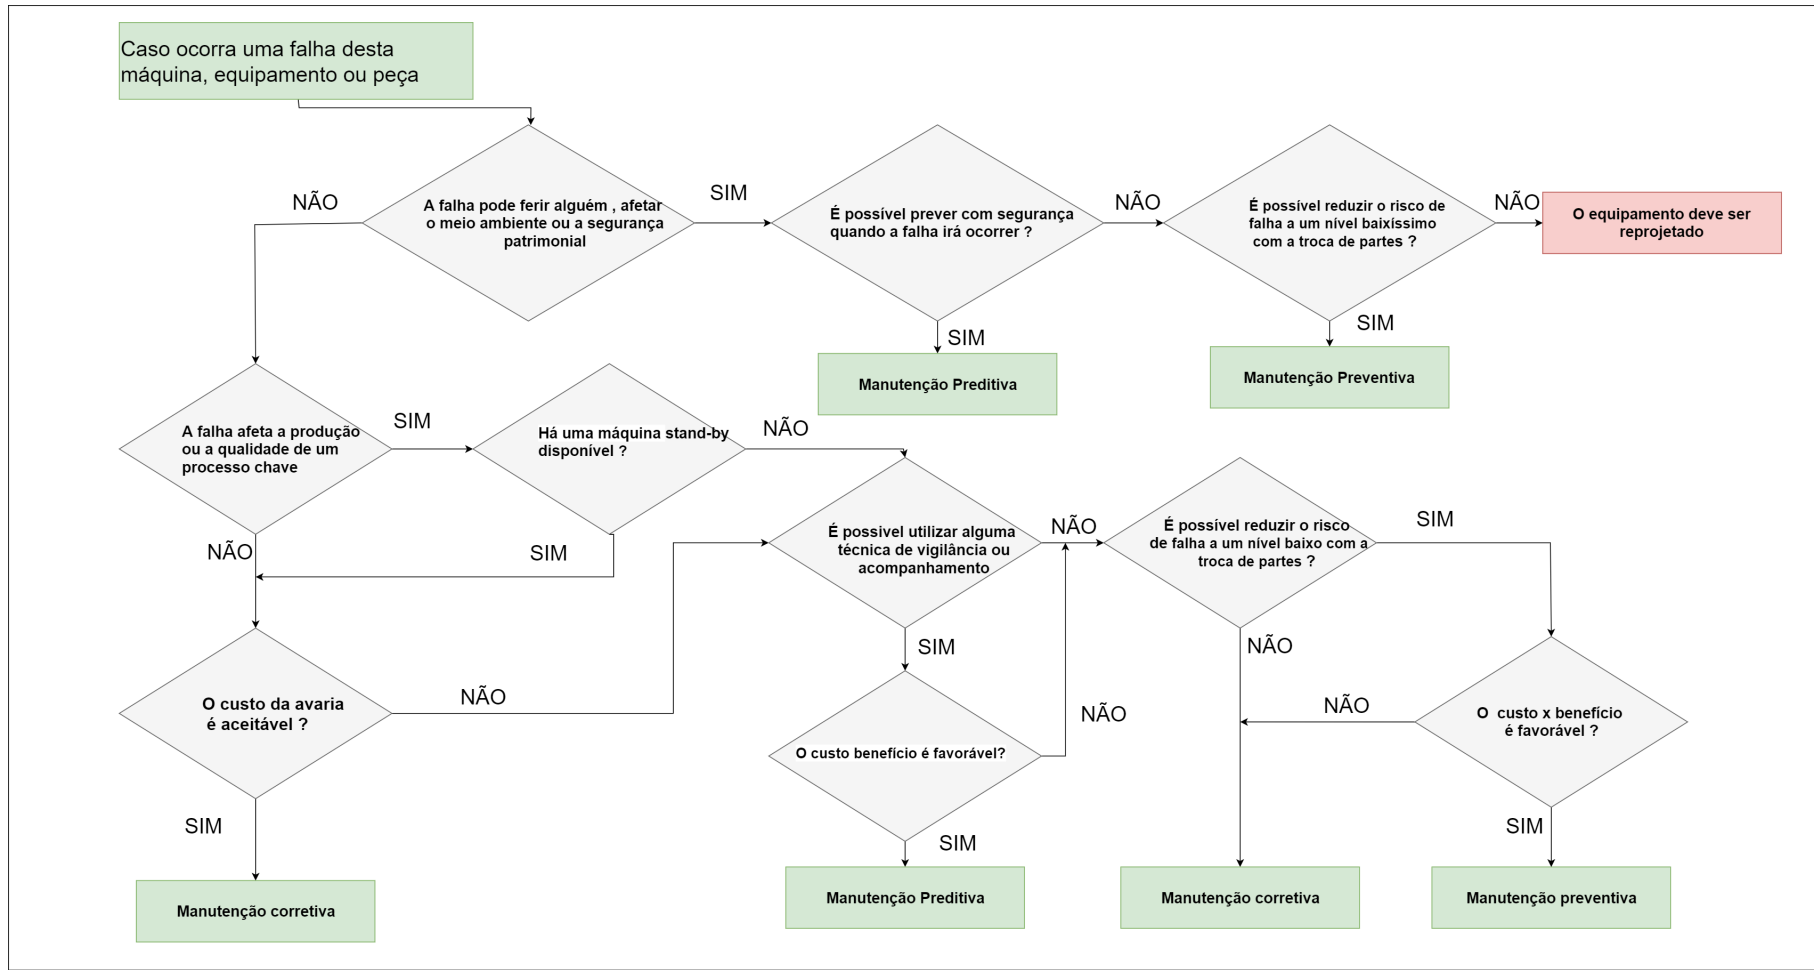 Caso ocorra uma falha desta
máquina, equipamento ou peça
NÃO
A falha pode ferir alguém , afetar
o meio ambiente ou a segurança
patrimonial
SIM
É possível prever com segurança
quando a falha irá ocorrer ?
NÃO
É possível reduzir o risco de
falha a um nível baixíssimo
com a troca de partes ?
NÃO
O equipamento deve ser
reprojetado
SIM
Manutenção Preditiva
SIM
Manutenção Preventiva
A falha afeta a produção
ou a qualidade de um
processo chave
SIM
Há uma máquina stand-by
disponível ?
NÃO
NÃO
SIM
É possivel utilizar alguma
técnica de vigilância ou
acompanhamento
NÃO
É possível reduzir o risco
de falha a um nível baixo com a
troca de partes ?
SIM
O custo da avaria
é aceitável ?
NÃO
SIM
O custo benefício é favorável?
NÃO
NÃO
NÃO
O custo x benefício
é favorável ?
SIM
Manutenção corretiva
SIM
Manutenção Preditiva
Manutenção corretiva
SIM
Manutenção preventiva